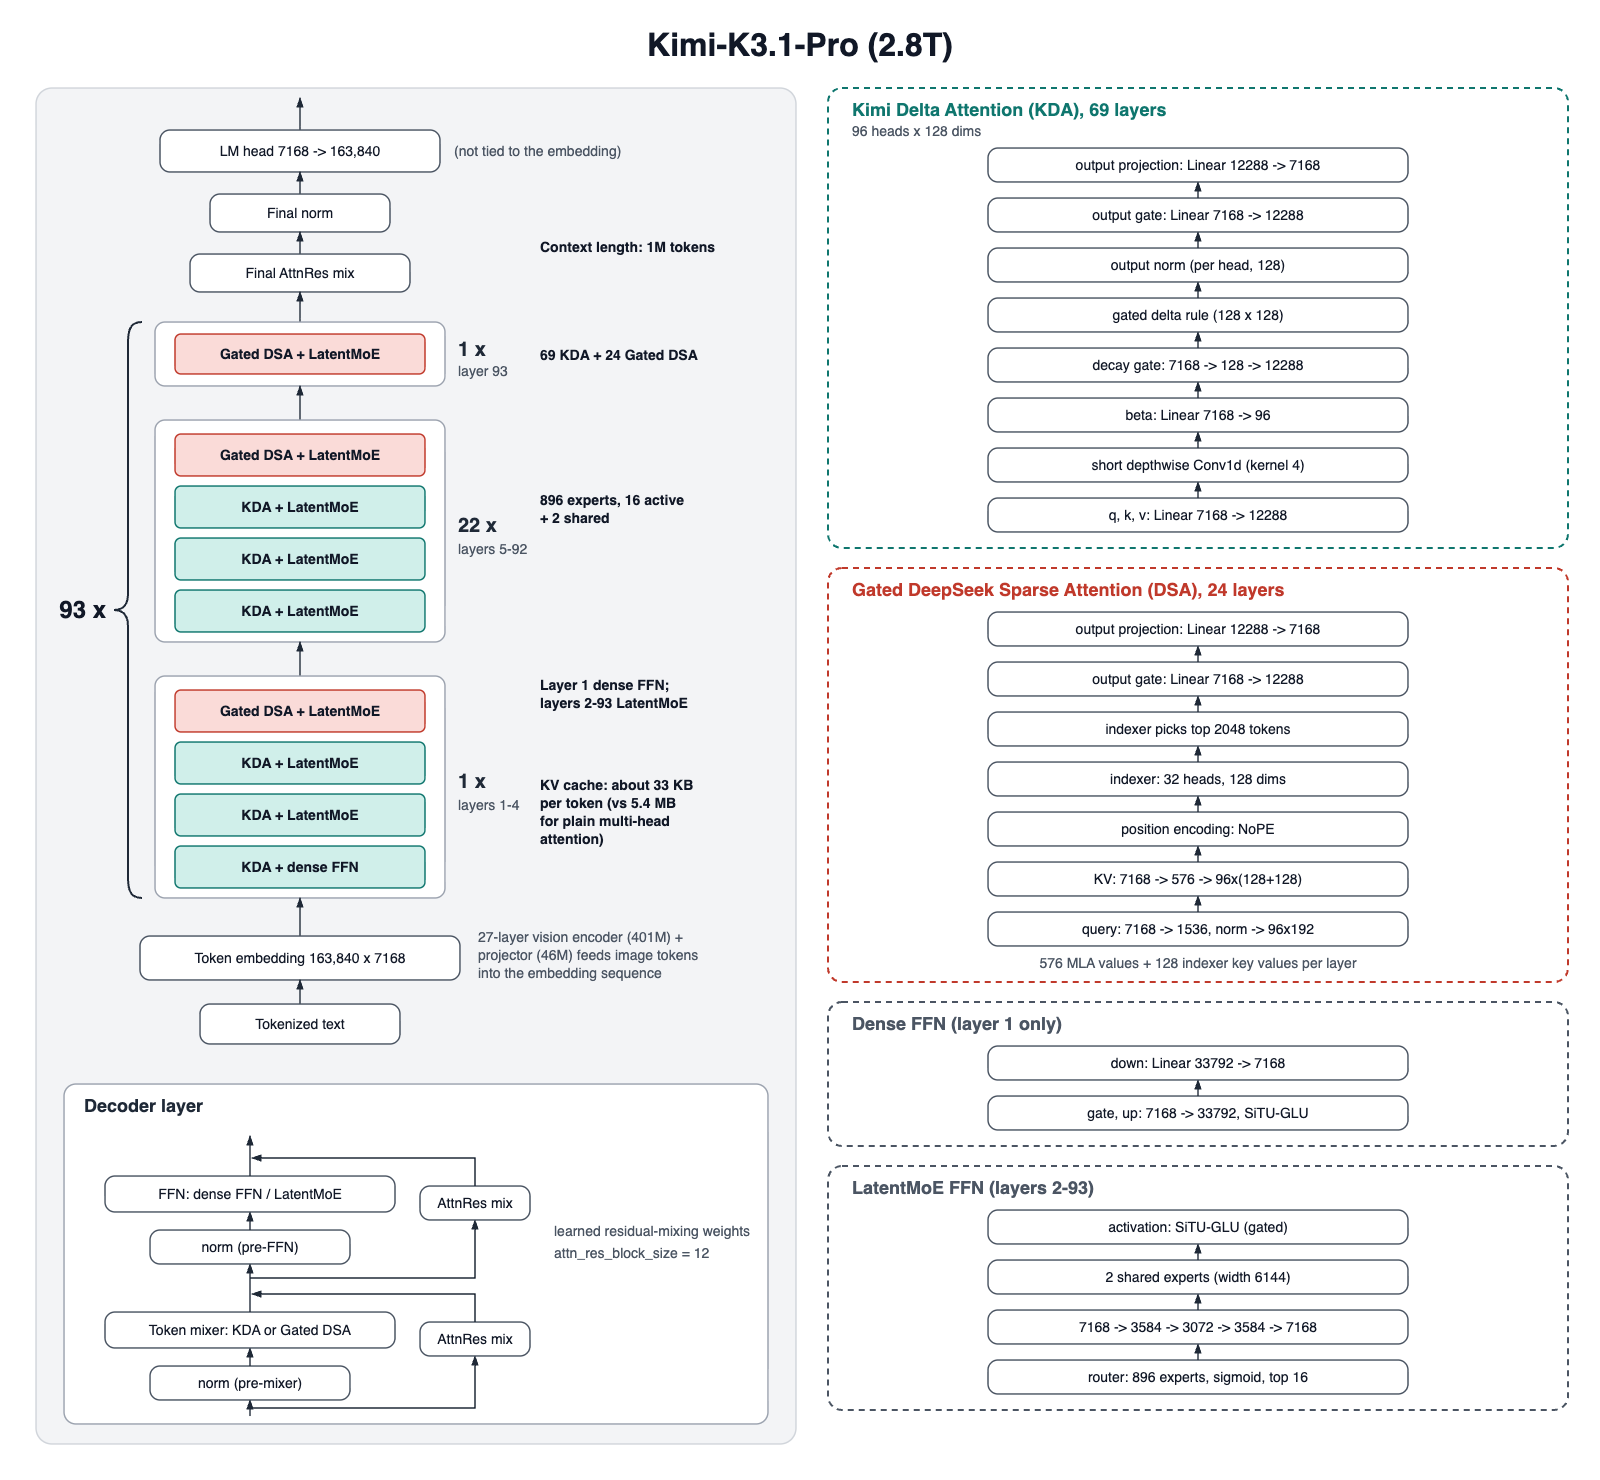 Kimi-K3.1-Pro (2.8T)
LM head 7168 -> 163,840
(not tied to the embedding)
Final norm
Context length: 1M tokens
Final AttnRes mix
Gated DSA + LatentMoE
1 x
layer 93
69 KDA + 24 Gated DSA
93 x
Gated DSA + LatentMoE
KDA + LatentMoE
KDA + LatentMoE
KDA + LatentMoE
22 x
layers 5-92
896 experts, 16 active
+ 2 shared
Layer 1 dense FFN;
layers 2-93 LatentMoE
Gated DSA + LatentMoE
KDA + LatentMoE
KDA + LatentMoE
KDA + dense FFN
1 x
layers 1-4
KV cache: about 33 KB
per token (vs 5.4 MB
for plain multi-head
attention)
Token embedding 163,840 x 7168
27-layer vision encoder (401M) +
projector (46M) feeds image tokens
into the embedding sequence
Tokenized text
Decoder layer
FFN: dense FFN / LatentMoE
AttnRes mix
norm (pre-FFN)
learned residual-mixing weights
attn_res_block_size = 12
Token mixer: KDA or Gated DSA
AttnRes mix
norm (pre-mixer)
Kimi Delta Attention (KDA), 69 layers
96 heads x 128 dims
output projection: Linear 12288 -> 7168
output gate: Linear 7168 -> 12288
output norm (per head, 128)
gated delta rule (128 x 128)
decay gate: 7168 -> 128 -> 12288
beta: Linear 7168 -> 96
short depthwise Conv1d (kernel 4)
q, k, v: Linear 7168 -> 12288
Gated DeepSeek Sparse Attention (DSA), 24 layers
output projection: Linear 12288 -> 7168
output gate: Linear 7168 -> 12288
indexer picks top 2048 tokens
indexer: 32 heads, 128 dims
position encoding: NoPE
KV: 7168 -> 576 -> 96x(128+128)
query: 7168 -> 1536, norm -> 96x192
576 MLA values + 128 indexer key values per layer
Dense FFN (layer 1 only)
down: Linear 33792 -> 7168
gate, up: 7168 -> 33792, SiTU-GLU
LatentMoE FFN (layers 2-93)
activation: SiTU-GLU (gated)
2 shared experts (width 6144)
7168 -> 3584 -> 3072 -> 3584 -> 7168
router: 896 experts, sigmoid, top 16